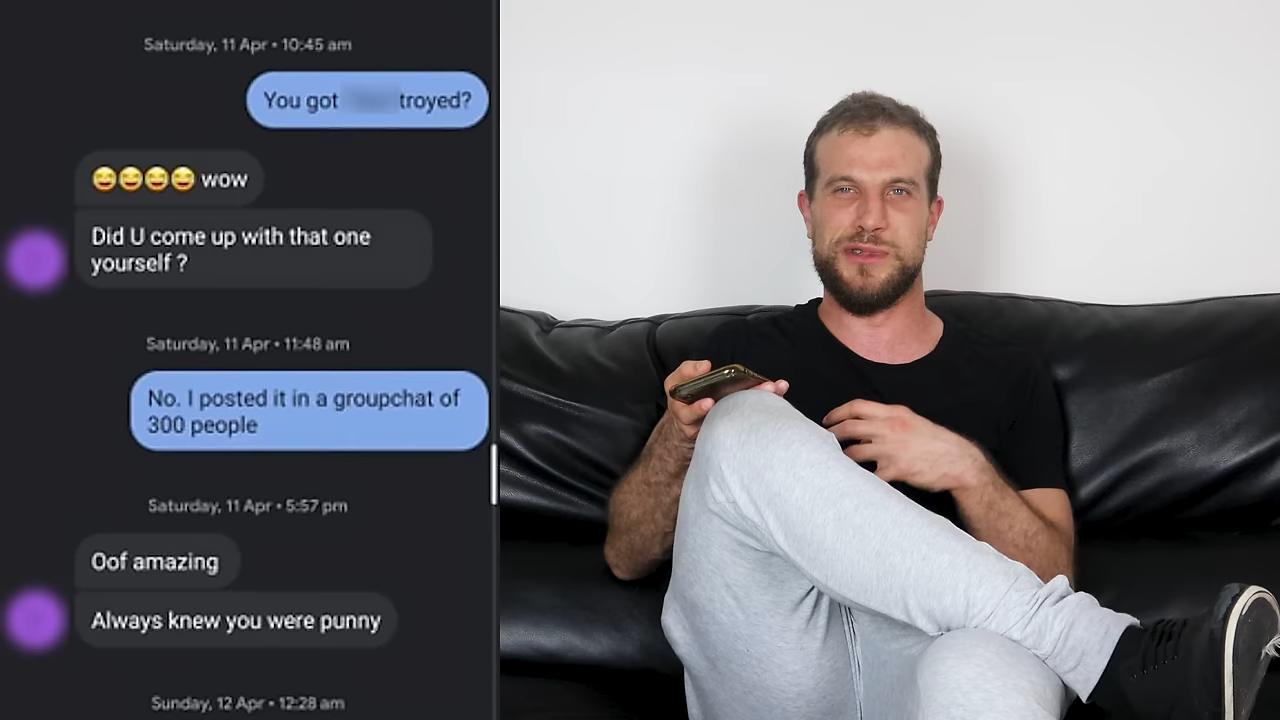 Saturday, 11 Apr • 10:45 am
You got troyed?
😂😂😂😂 wow
Did U come up with that one
yourself ?
Saturday, 11 Apr • 11:48 am
No. I posted it in a groupchat of
300 people
Saturday, 11 Apr • 5:57 pm
Oof amazing
Always knew you were punny
Sunday, 12 Apr • 12:28 am